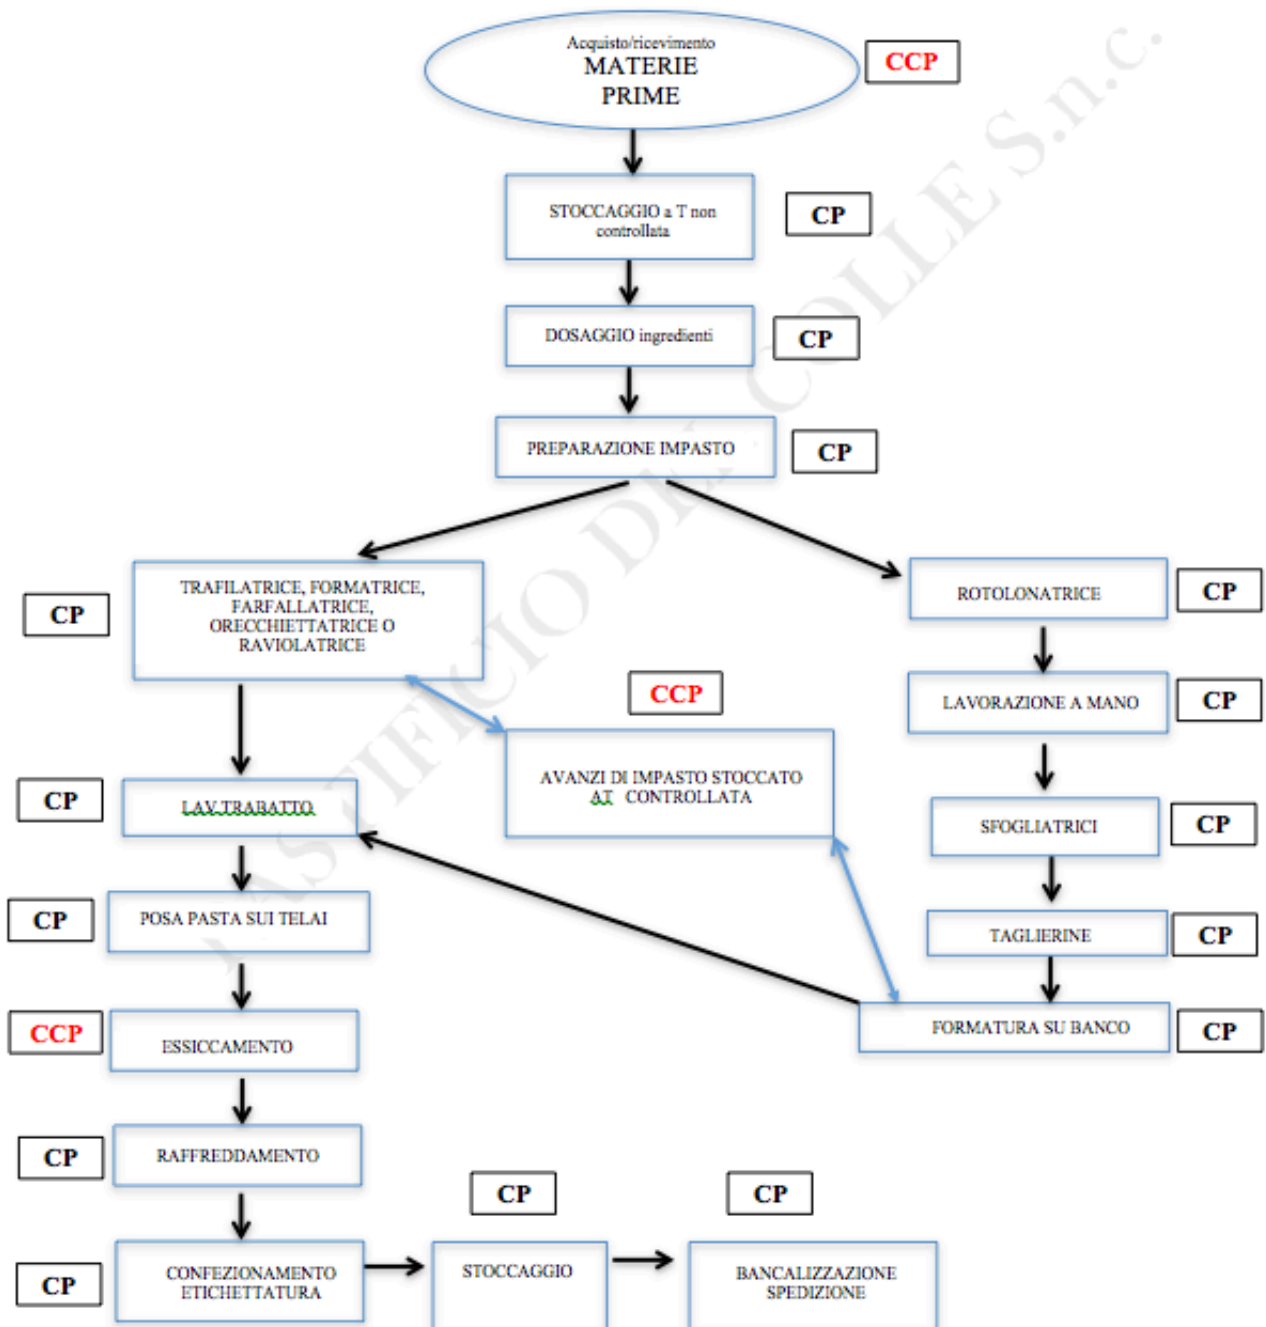 Acquisto/ricevimento
MATERIE
PRIME
CCP
STOCCAGGIO a T non
controllata
CP
DOSAGGIO ingredienti
CP
PREPARAZIONE IMPASTO
CP
TRAFILATRICE, FORMATRICE,
FARFALLATRICE,
ORECCHIETTATRICE O
RAVIOLATRICE
CP
ROTOLONATRICE
CP
CCP
AVANZI DI IMPASTO STOCCATO
AT CONTROLLATA
LAVORAZIONE A MANO
CP
CP
LAV.TRABATTO
SFOGLIATRICI
CP
CP
POSA PASTA SUI TELAI
TAGLIERINE
CP
CCP
ESSICCAMENTO
FORMATURA SU BANCO
CP
CP
RAFFREDDAMENTO
CP
CP
CP
CONFEZIONAMENTO
ETICHETTATURA
STOCCAGGIO
BANCALIZZAZIONE
SPEDIZIONE
COLLE S.n.c.